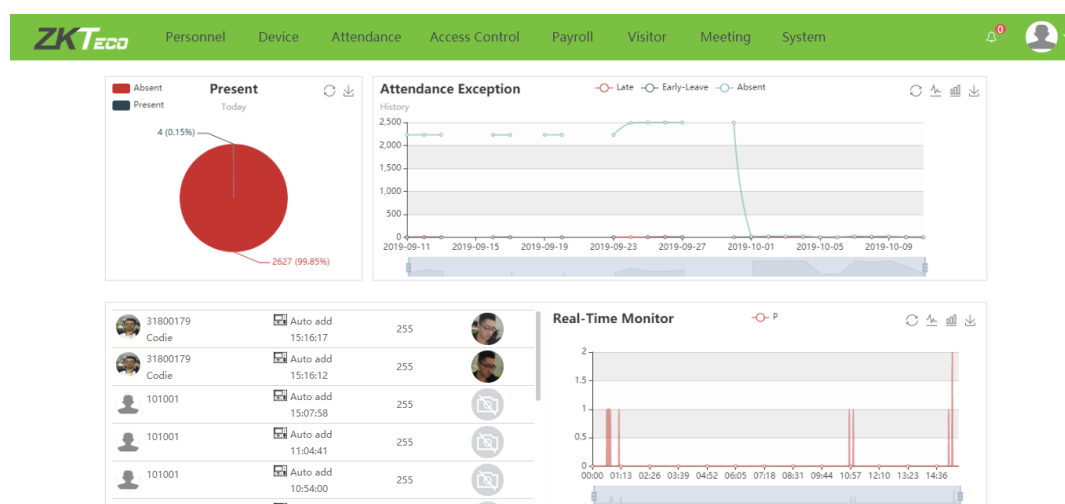 ZKTeco Personnel Device Attendance Access Control Payroll Visitor Meeting System 0
Absent
Present
Present
Today
4 (0.15%)
2627 (99.85%)
Attendance Exception
History
Late Early-Leave Absent
2,500
2,000
1,500
1,000
500
0
2019-09-11 2019-09-15 2019-09-19 2019-09-23 2019-09-27 2019-10-01 2019-10-05 2019-10-09
31800179 Auto add 255
Codie 15:16:17
31800179 Auto add 255
Codie 15:16:12
101001 Auto add 255
15:07:58
101001 Auto add 255
11:04:41
101001 Auto add 255
10:54:00
Real-Time Monitor
P
2
1.5
1
0.5
0
00:00 01:13 02:26 03:39 04:52 06:05 07:18 08:31 09:44 10:57 12:10 13:23 14:36